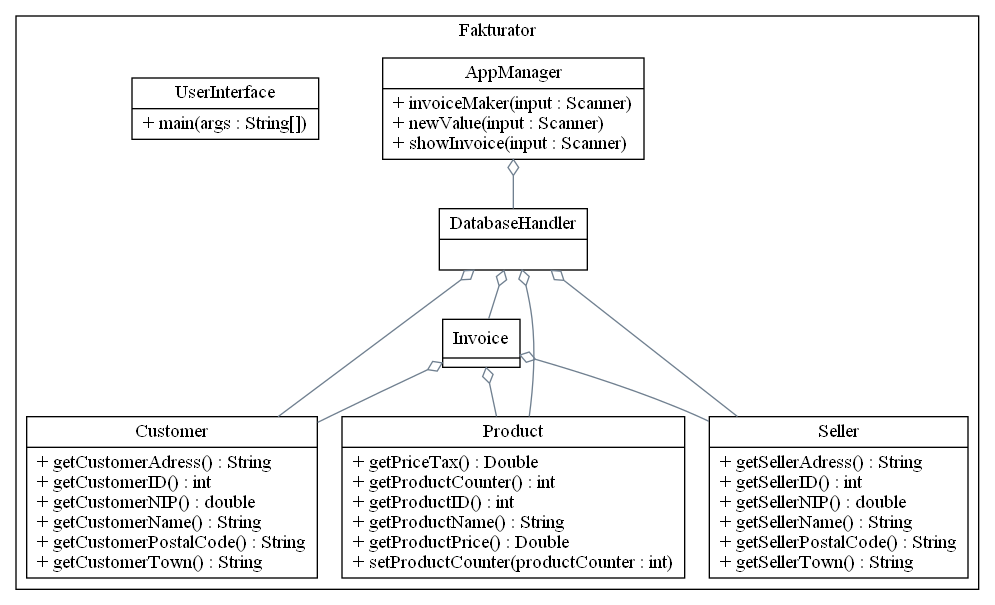 Fakturator
UserInterface
+ main(args : String[])
AppManager
+ invoiceMaker(input : Scanner)
+ newValue(input : Scanner)
+ showInvoice(input : Scanner)
DatabaseHandler
Invoice
Customer
+ getCustomerAdress() : String
+ getCustomerID() : int
+ getCustomerNIP() : double
+ getCustomerName() : String
+ getCustomerPostalCode() : String
+ getCustomerTown() : String
Product
+ getPriceTax() : Double
+ getProductCounter() : int
+ getProductID() : int
+ getProductName() : String
+ getProductPrice() : Double
+ setProductCounter(productCounter : int)
Seller
+ getSellerAdress() : String
+ getSellerID() : int
+ getSellerNIP() : double
+ getSellerName() : String
+ getSellerPostalCode() : String
+ getSellerTown() : String